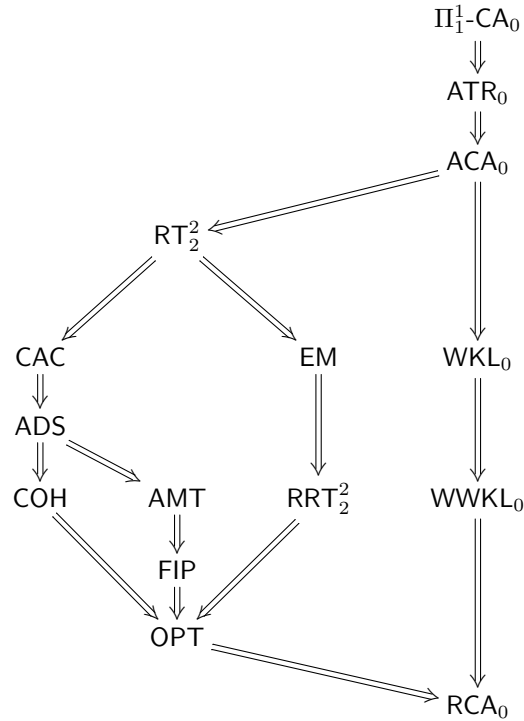 Π¹₁-CA₀
ATR₀
ACA₀
RT²₂
CAC EM WKL₀
ADS
COH AMT RRT²₂ WWKL₀
FIP
OPT
RCA₀